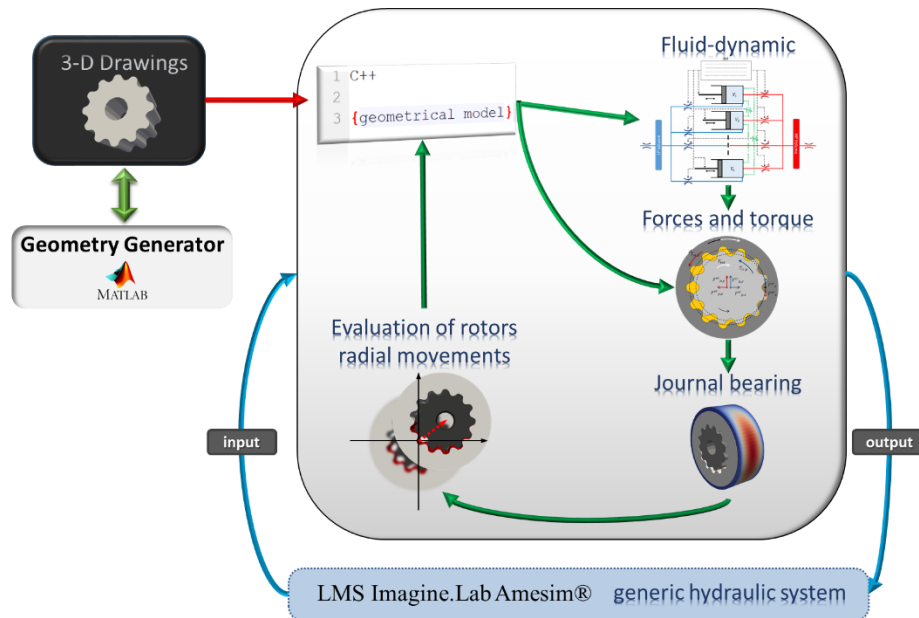 3-D Drawings
Geometry Generator
MATLAB
1 C++
2
3 {geometrical model}
Fluid-dynamic
Forces and torque
Journal bearing
Evaluation of rotors
radial movements
input
output
LMS Imagine.Lab Amesim® generic hydraulic system